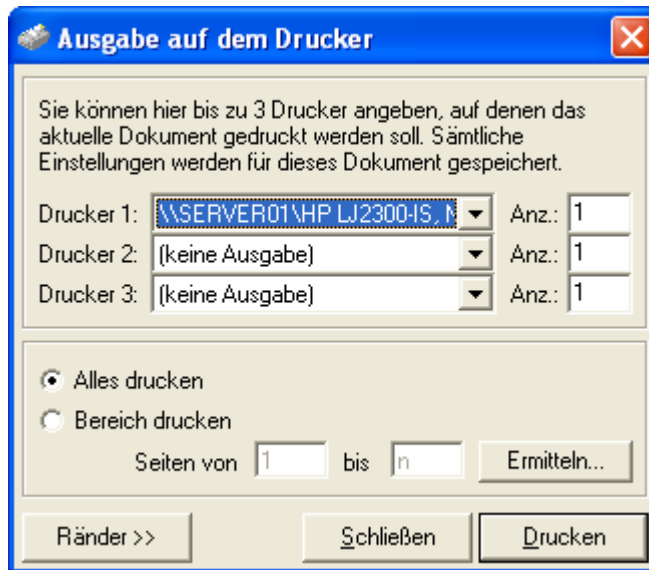 Ausgabe auf dem Drucker
Sie können hier bis zu 3 Drucker angeben, auf denen das
aktuelle Dokument gedruckt werden soll. Sämtliche
Einstellungen werden für dieses Dokument gespeichert.
Drucker 1: \\SERVER01\HP LJ2300-IS, Anz.: 1
Drucker 2: (keine Ausgabe) Anz.: 1
Drucker 3: (keine Ausgabe) Anz.: 1
Alles drucken
Bereich drucken
Seiten von 1 bis n Ermitteln...
Ränder >> Schließen Drucken